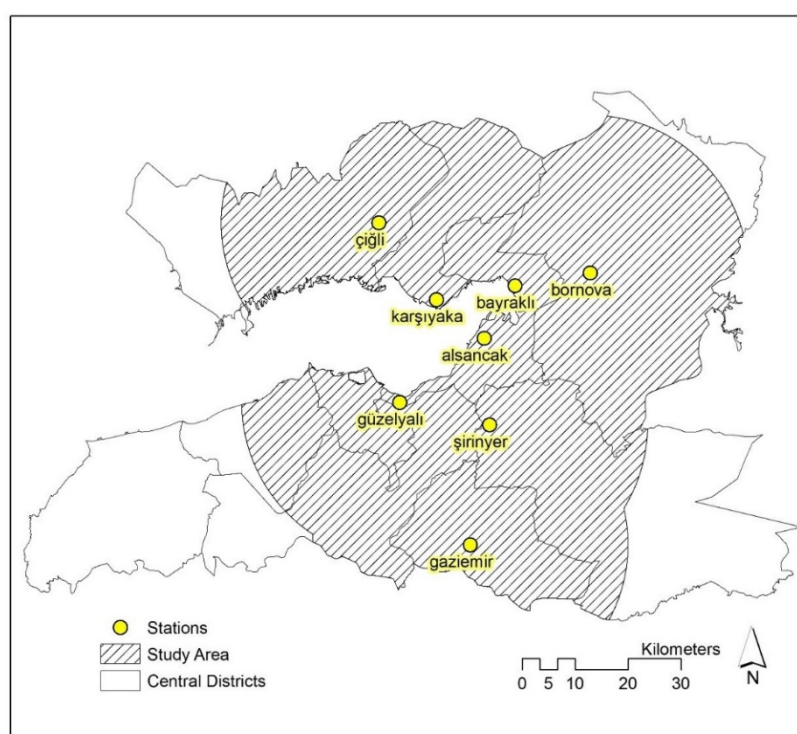 çiğli
karşıyaka
bayraklı
bornova
alsancak
güzelyalı
şirinyer
gaziemir
Stations
Study Area
Central Districts
Kilometers
0 5 10 20 30
N